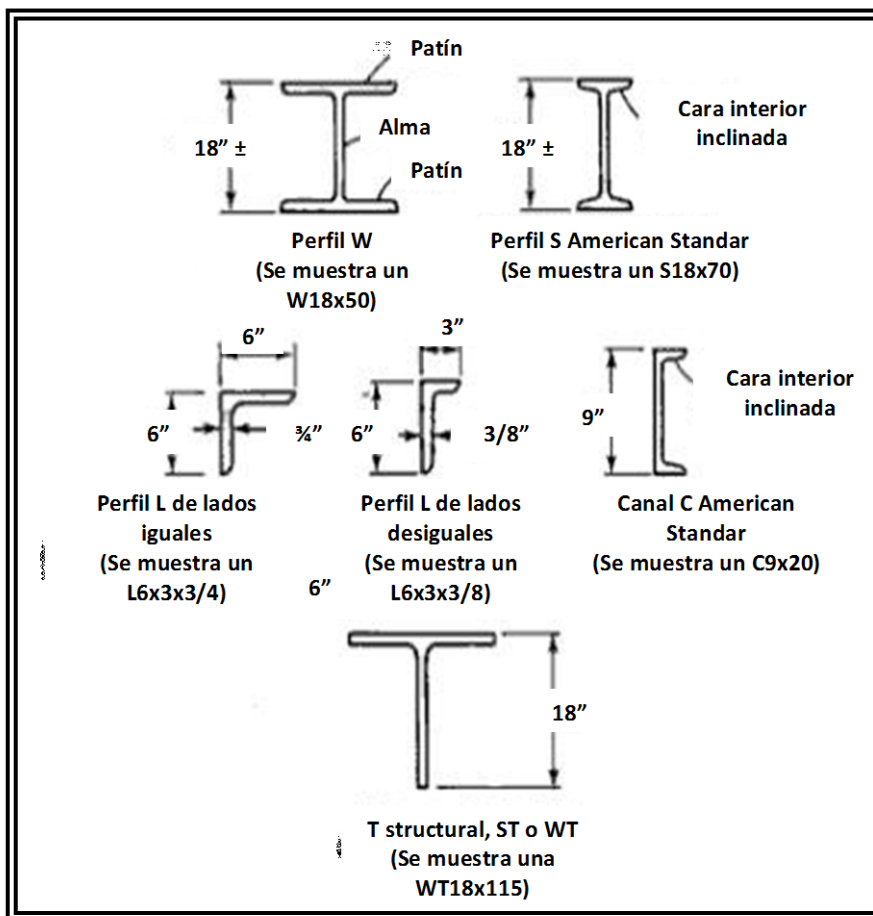 Patín
Alma
18” ±
Patín
Perfil W
(Se muestra un
W18x50)
18” ±
Cara interior
inclinada
Perfil S American Standar
(Se muestra un S18x70)
6”
6”
¾”
Perfil L de lados
iguales
(Se muestra un
L6x3x3/4)
3”
6”
3/8”
Perfil L de lados
desiguales
(Se muestra un
L6x3x3/8)
9”
Cara interior
inclinada
Canal C American
Standar
(Se muestra un C9x20)
6”
18”
T structural, ST o WT
(Se muestra una
WT18x115)